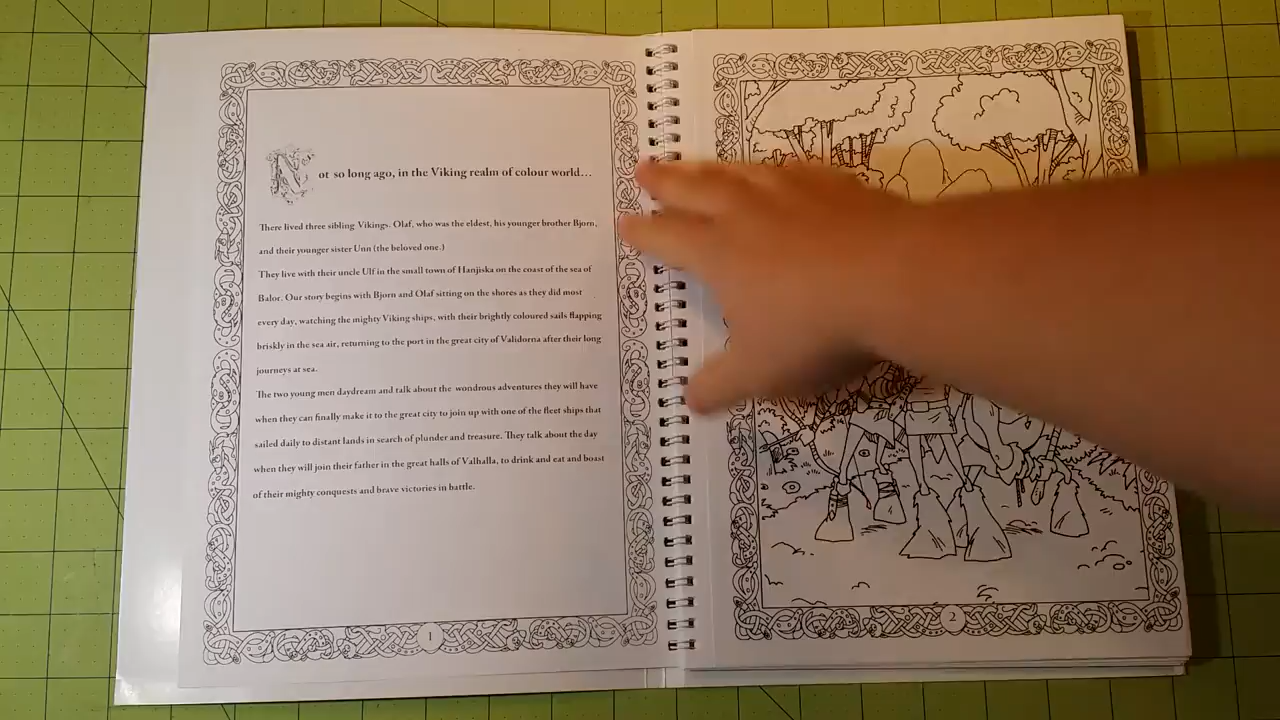 Not so long ago, in the Viking realm of colour world...
There lived three sibling Vikings. Olaf, who was the eldest, his younger brother Bjorn,
and their younger sister Unn (the beloved one.)
They live with their uncle Ulf in the small town of Hanjiska on the coast of the sea of
Balor. Our story begins with Bjorn and Olaf sitting on the shores as they did most
every day, watching the mighty Viking ships, with their brightly coloured sails flapping
briskly in the sea air, returning to the port in the great city of Validorna after their long
journeys at sea.
The two young men daydream and talk about the wondrous adventures they will have
when they can finally make it to the great city to join up with one of the fleet ships that
sailed daily to distant lands in search of plunder and treasure. They talk about the day
when they will join their father in the great halls of Valhalla, to drink and eat and boast
of their mighty conquests and brave victories in battle.
1
2